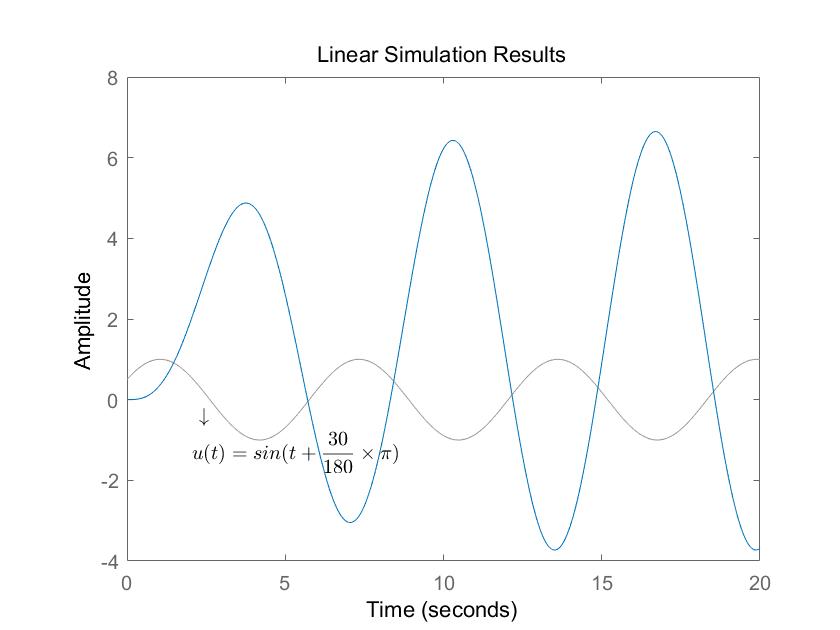 Linear Simulation Results
Amplitude
8
6
4
2
0
-2
-4
↓
u(t) = sin(t + 30/180 × π)
0 5 10 15 20
Time (seconds)